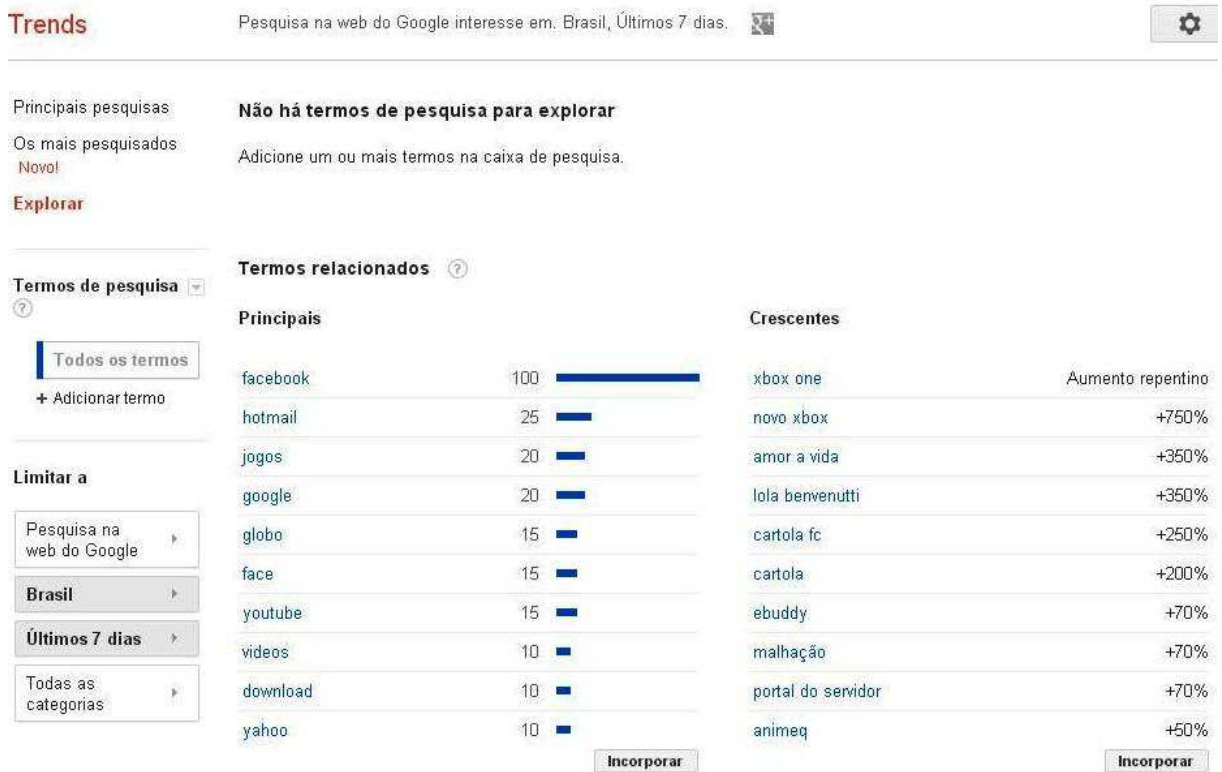 Trends
Pesquisa na web do Google interesse em. Brasil, Últimos 7 dias.
Principais pesquisas
Os mais pesquisados
Novo!
Explorar
Termos de pesquisa
Todos os termos
+ Adicionar termo
Limitar a
Pesquisa na
web do Google
Brasil
Últimos 7 dias
Todas as
categorias
Não há termos de pesquisa para explorar
Adicione um ou mais termos na caixa de pesquisa.
Termos relacionados ?
Principais
facebook 100
hotmail 25
jogos 20
google 20
globo 15
face 15
youtube 15
videos 10
download 10
yahoo 10
Incorporar
Crescentes
xbox one Aumento repentino
novo xbox +750%
amor a vida +350%
lola benvenutti +350%
cartola fc +250%
cartola +200%
ebuddy +70%
malhação +70%
portal do servidor +70%
animeq +50%
Incorporar